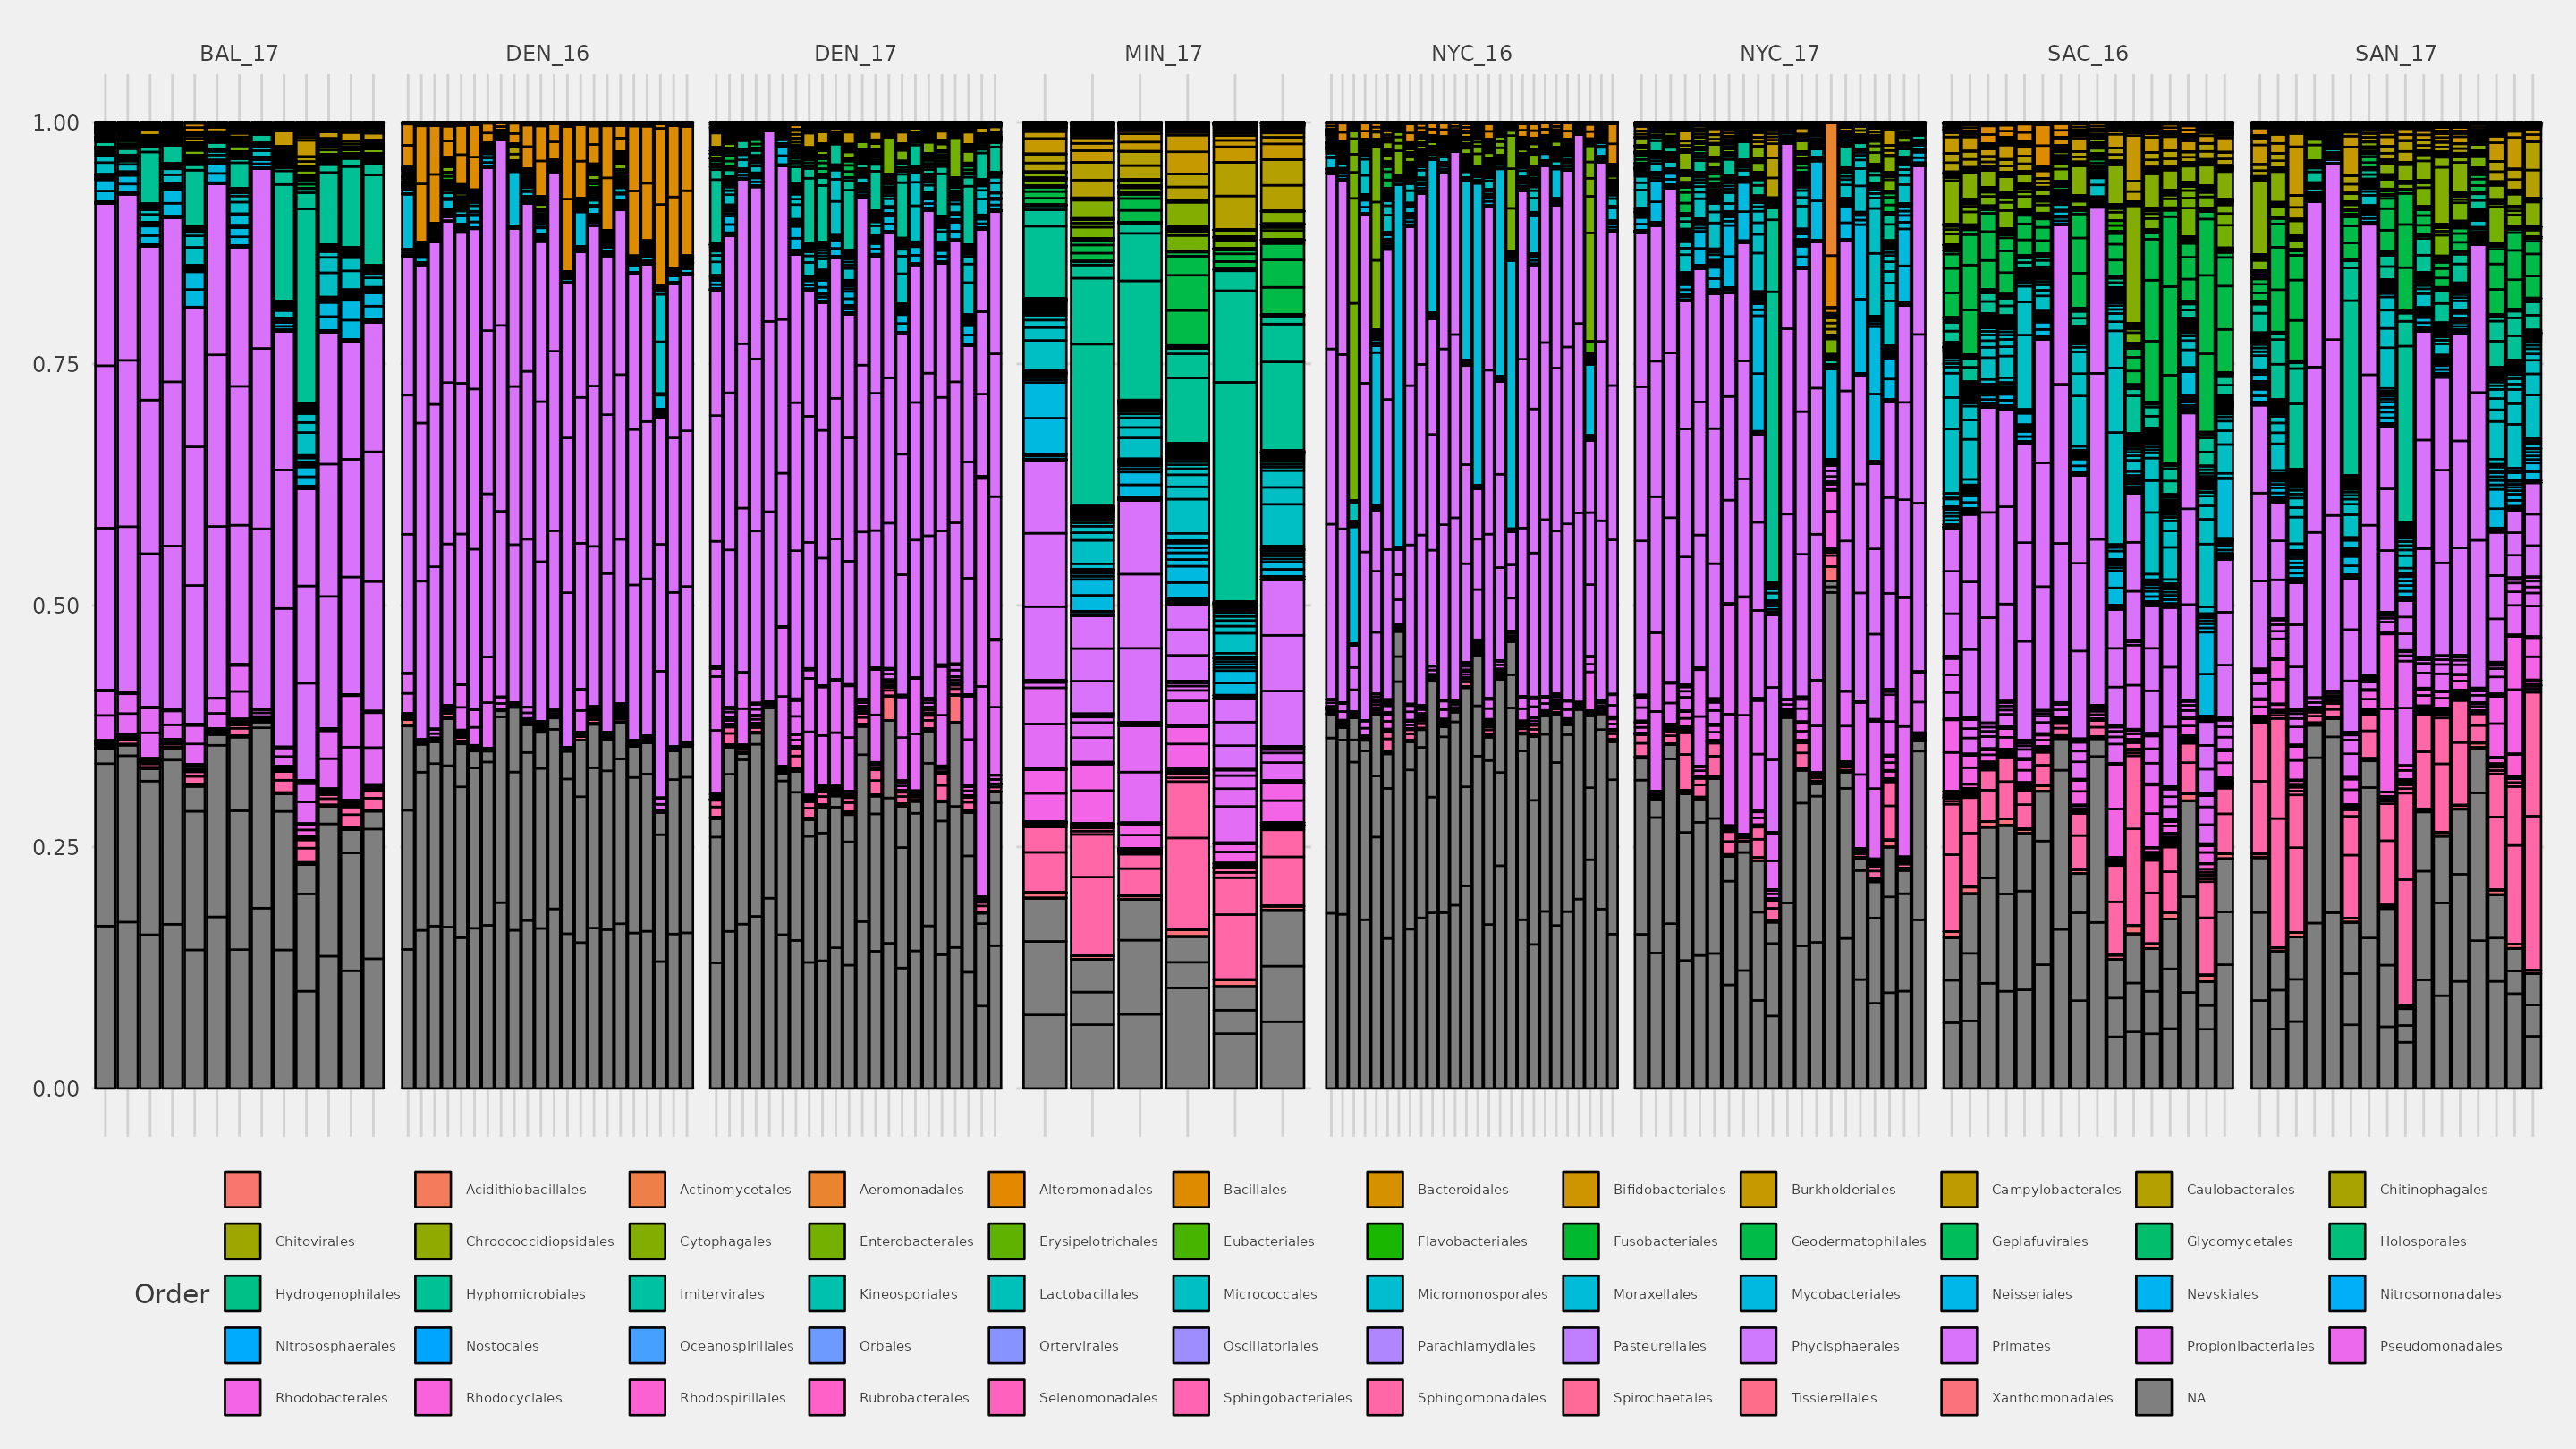 BAL_17 DEN_16 DEN_17 MIN_17 NYC_16 NYC_17 SAC_16 SAN_17
1.00
0.75
0.50
0.25
0.00
Acidithiobacillales Actinomycetales Aeromonadales Alteromonadales Bacillales Bacteroidales Bifidobacteriales Burkholderiales Campylobacterales Caulobacterales Chitinophagales
Chitovirales Chroococcidiopsidales Cytophagales Enterobacterales Erysipelotrichales Eubacteriales Flavobacteriales Fusobacteriales Geodermatophilales Geplafuvirales Glycomycetales Holosporales
Order Hydrogenophilales Hyphomicrobiales Imitervirales Kineosporiales Lactobacillales Micrococcales Micromonosporales Moraxellales Mycobacteriales Neisseriales Nevskiales Nitrosomonadales
Nitrososphaerales Nostocales Oceanospirillales Orbales Ortervirales Oscillatoriales Parachlamydiales Pasteurellales Phycisphaerales Primates Propionibacteriales Pseudomonadales
Rhodobacterales Rhodocyclales Rhodospirillales Rubrobacterales Selenomonadales Sphingobacteriales Sphingomonadales Spirochaetales Tissierellales Xanthomonadales NA